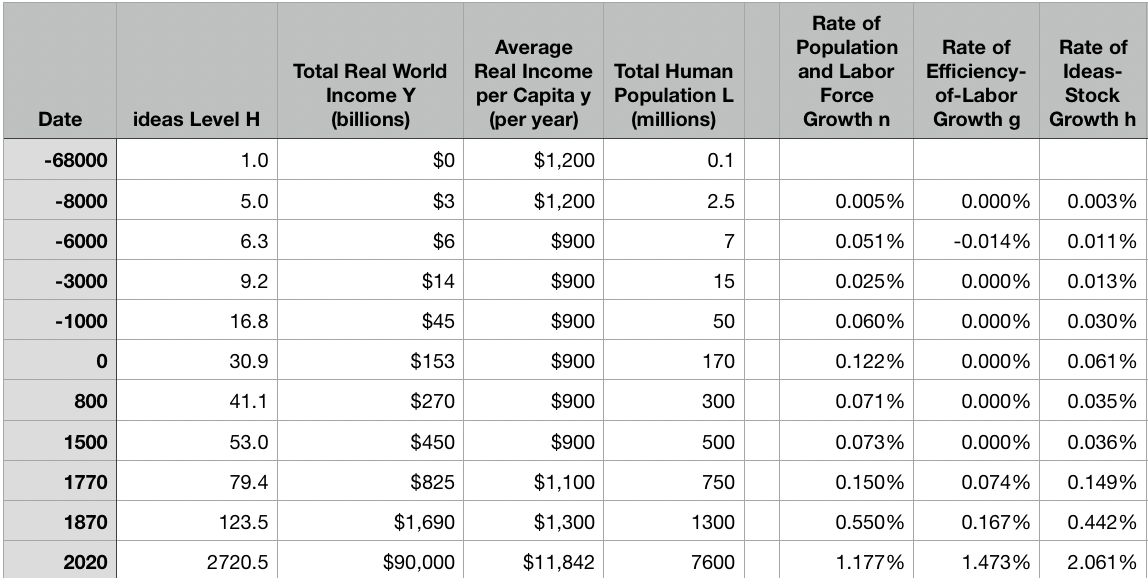 Date ideas Level H Total Real World Income Y (billions) Average Real Income per Capita y (per year) Total Human Population L (millions) Rate of Population and Labor Force Growth n Rate of Efficiency-of-Labor Growth g Rate of Ideas-Stock Growth h
-68000 1.0 $0 $1,200 0.1
-8000 5.0 $3 $1,200 2.5 0.005% 0.000% 0.003%
-6000 6.3 $6 $900 7 0.051% -0.014% 0.011%
-3000 9.2 $14 $900 15 0.025% 0.000% 0.013%
-1000 16.8 $45 $900 50 0.060% 0.000% 0.030%
0 30.9 $153 $900 170 0.122% 0.000% 0.061%
800 41.1 $270 $900 300 0.071% 0.000% 0.035%
1500 53.0 $450 $900 500 0.073% 0.000% 0.036%
1770 79.4 $825 $1,100 750 0.150% 0.074% 0.149%
1870 123.5 $1,690 $1,300 1300 0.550% 0.167% 0.442%
2020 2720.5 $90,000 $11,842 7600 1.177% 1.473% 2.061%